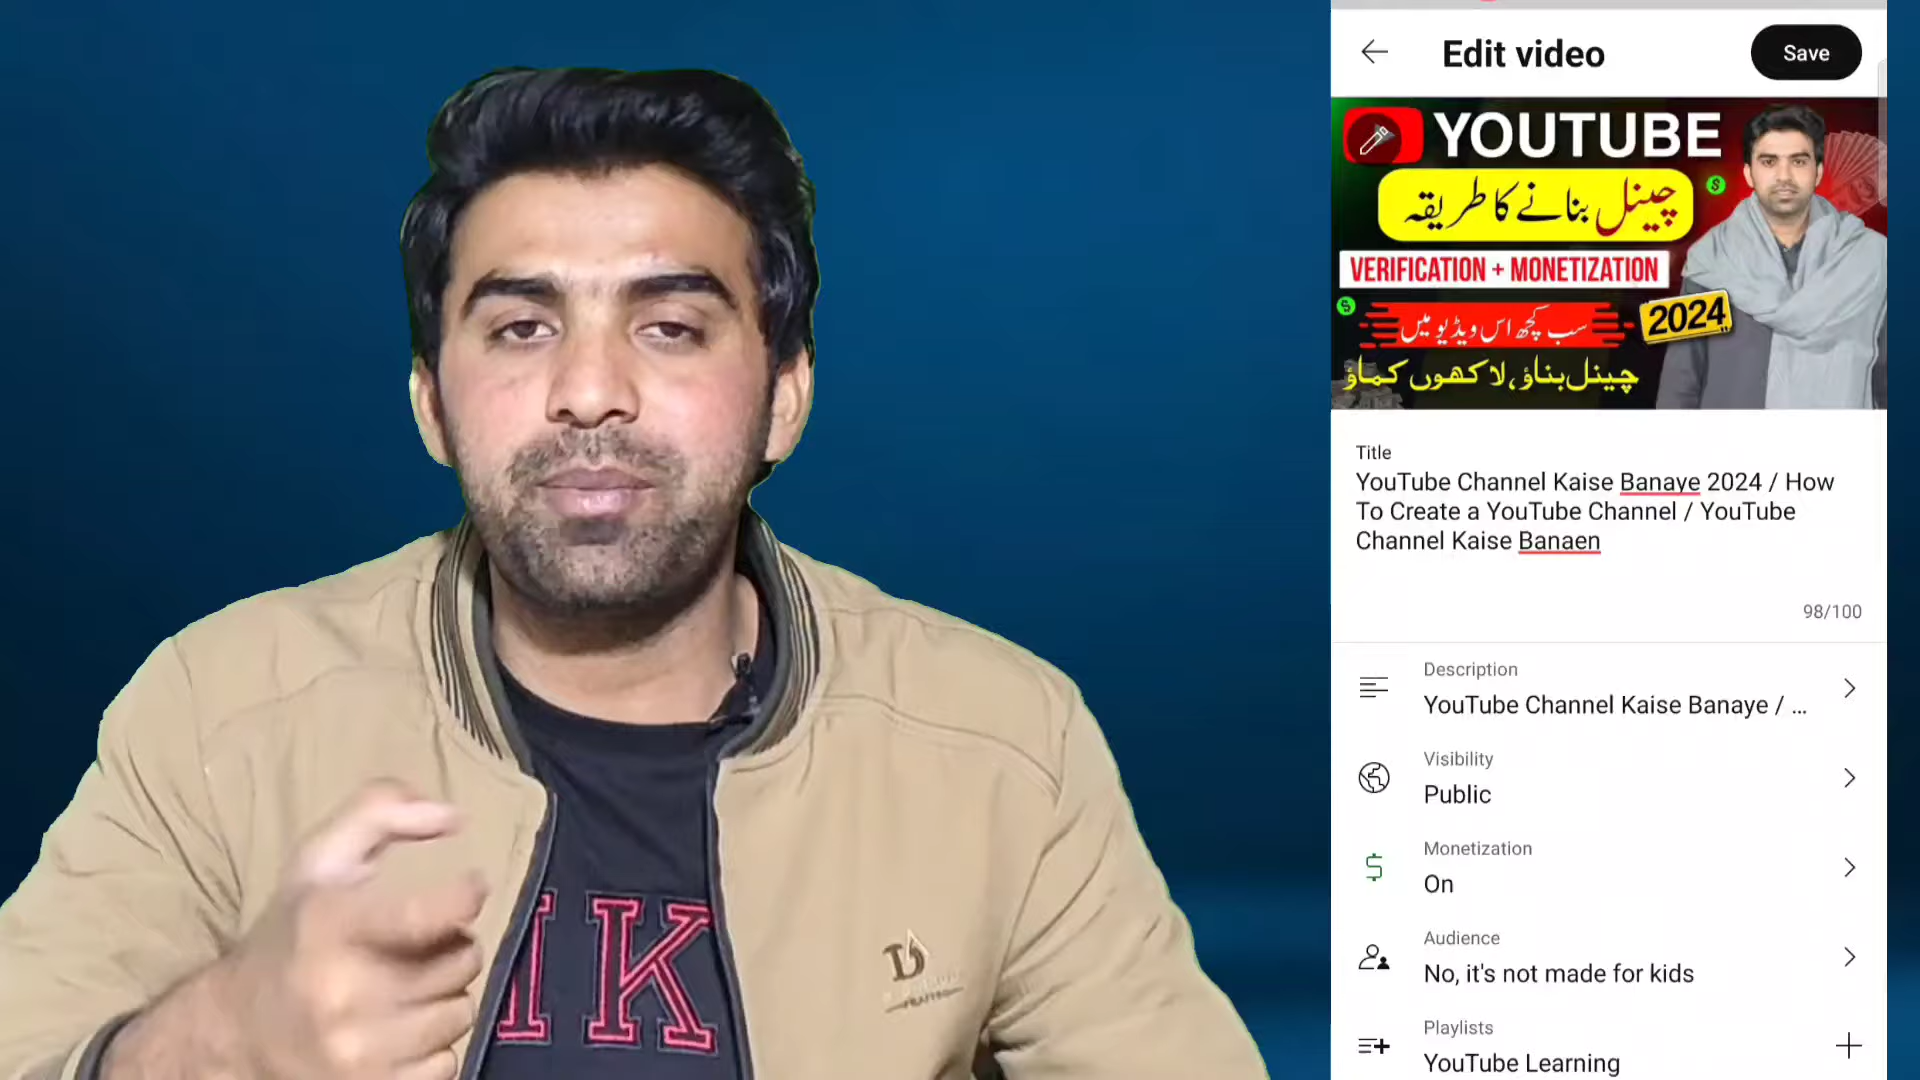 Edit video
Save
YOUTUBE
چینل بنانے کا طریقہ
VERIFICATION + MONETIZATION
2024
سب کچھ اس ویڈیو میں
چینل بناؤ، لاکھوں کماؤ
Title
YouTube Channel Kaise Banaye 2024 / How
To Create a YouTube Channel / YouTube
Channel Kaise Banaen
98/100
Description
YouTube Channel Kaise Banaye / ...
Visibility
Public
Monetization
On
Audience
No, it's not made for kids
Playlists
YouTube Learning
IK